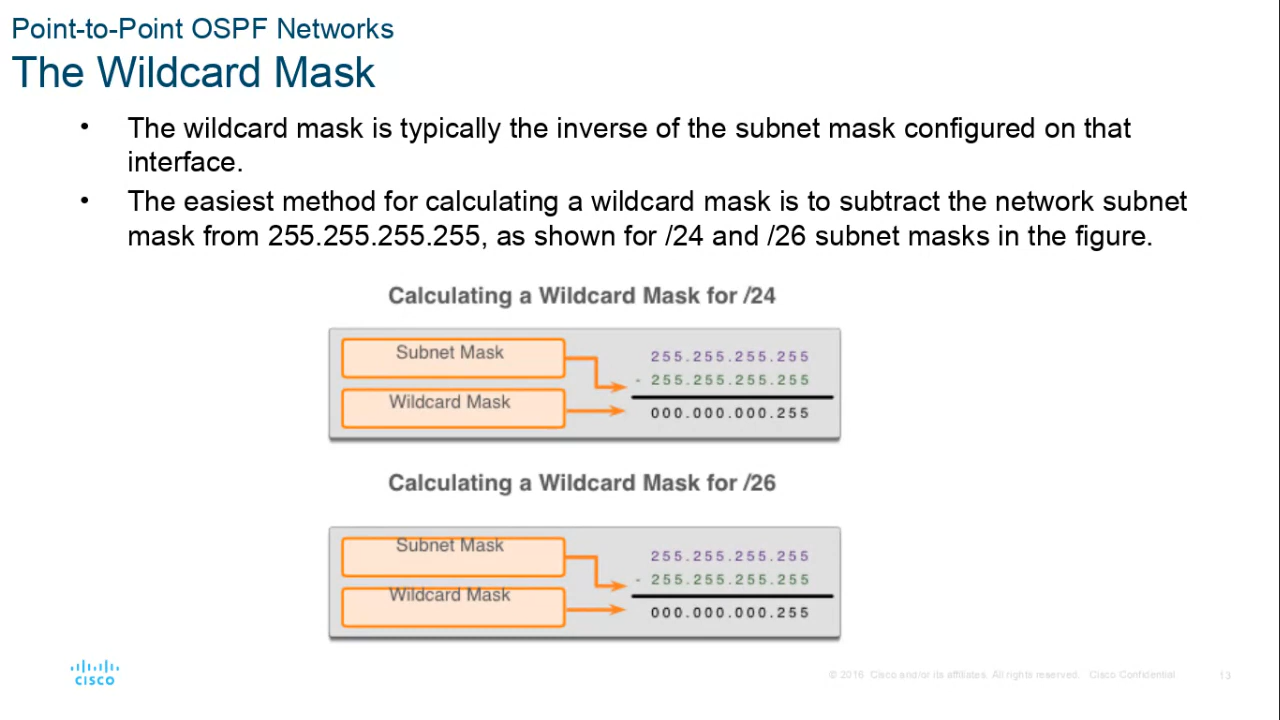 Point-to-Point OSPF Networks
The Wildcard Mask
• The wildcard mask is typically the inverse of the subnet mask configured on that
interface.
• The easiest method for calculating a wildcard mask is to subtract the network subnet
mask from 255.255.255.255, as shown for /24 and /26 subnet masks in the figure.
Calculating a Wildcard Mask for /24
Subnet Mask
Wildcard Mask
255.255.255.255
- 255.255.255.255
000.000.000.255
Calculating a Wildcard Mask for /26
Subnet Mask
Wildcard Mask
255.255.255.255
- 255.255.255.255
000.000.000.255
CISCO
© 2016 Cisco and/or its affiliates. All rights reserved. Cisco Confidential
13